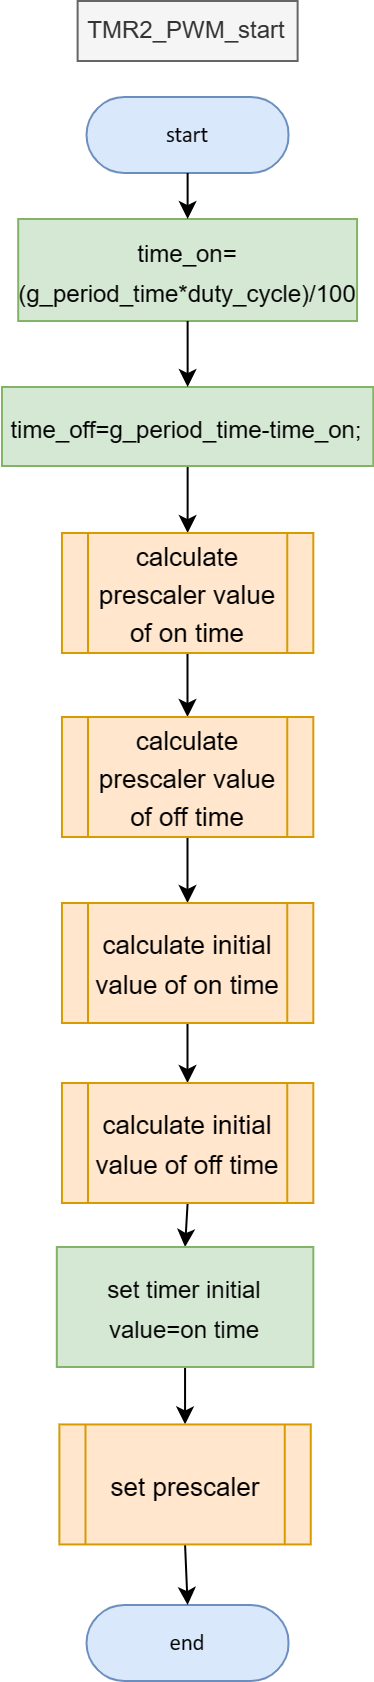 TMR2_PWM_start
start
time_on=
(g_period_time*duty_cycle)/100
time_off=g_period_time-time_on;
calculate
prescaler value
of on time
calculate
prescaler value
of off time
calculate initial
value of on time
calculate initial
value of off time
set timer initial
value=on time
set prescaler
end